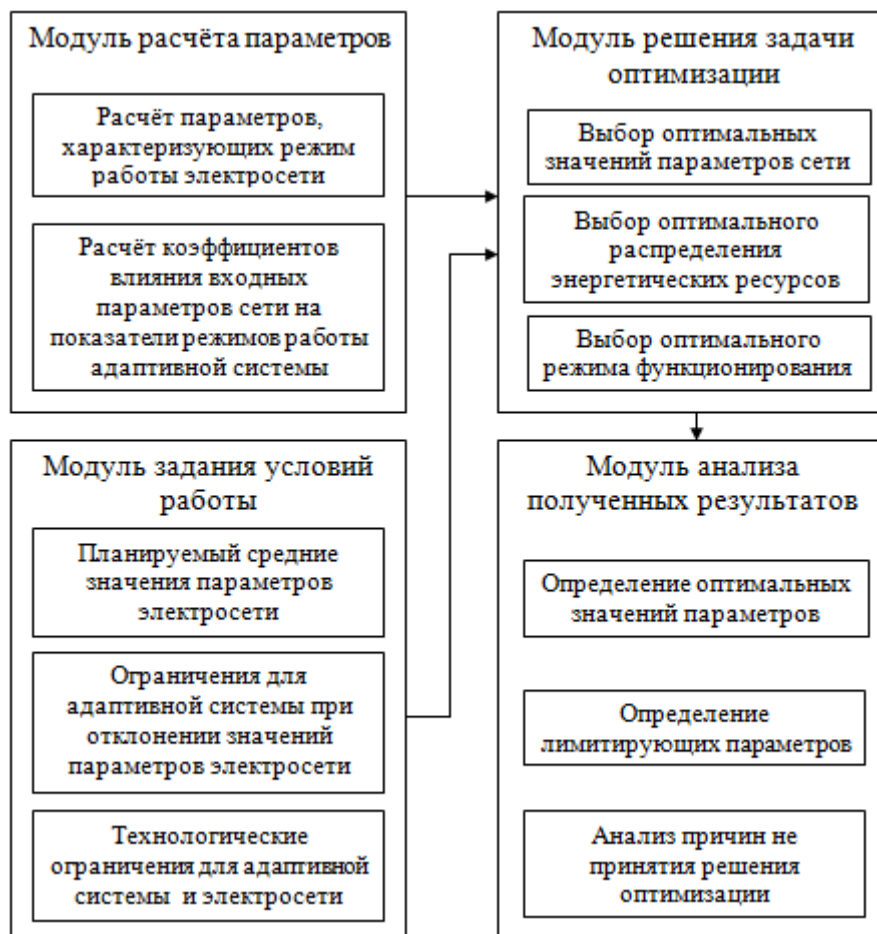 Модуль расчёта параметров
Расчёт параметров,
характеризующих режим
работы электросети
Расчёт коэффициентов
влияния входных
параметров сети на
показатели режимов работы
адаптивной системы
Модуль решения задачи
оптимизации
Выбор оптимальных
значений параметров сети
Выбор оптимального
распределения
энергетических ресурсов
Выбор оптимального
режима функционирования
Модуль задания условий
работы
Планируемый средние
значения параметров
электросети
Ограничения для
адаптивной системы при
отклонении значений
параметров электросети
Технологические
ограничения для адаптивной
системы и электросети
Модуль анализа
полученных результатов
Определение оптимальных
значений параметров
Определение
лимитирующих параметров
Анализ причин не
принятия решения
оптимизации